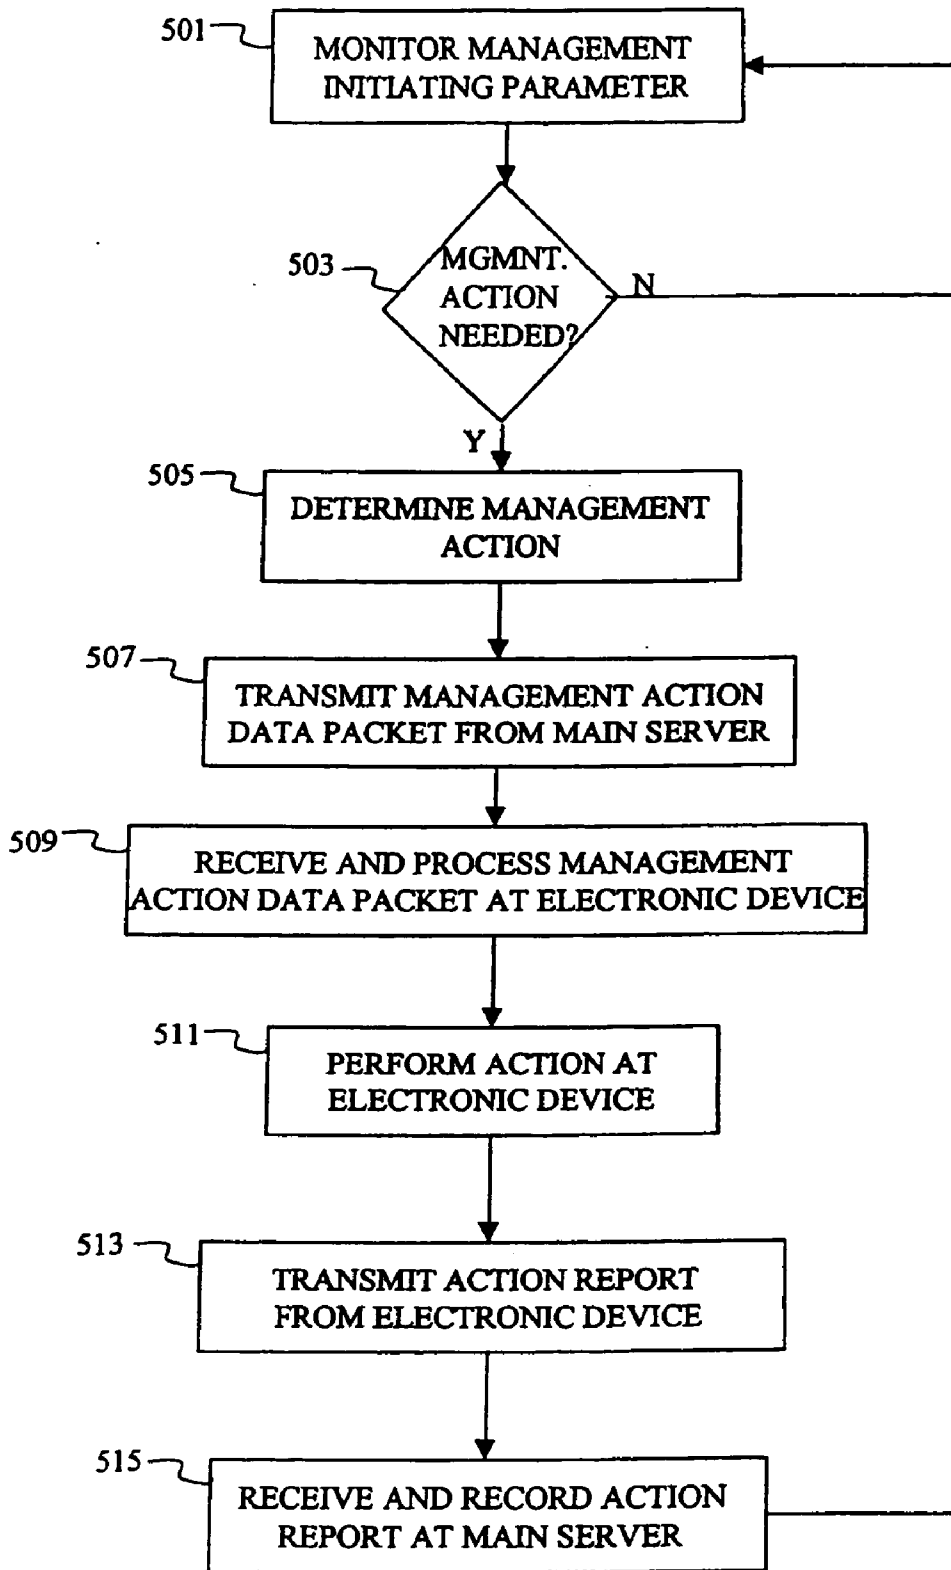 501
MONITOR MANAGEMENT
INITIATING PARAMETER
503
MGMNT.
ACTION
NEEDED?
N
Y
505
DETERMINE MANAGEMENT
ACTION
507
TRANSMIT MANAGEMENT ACTION
DATA PACKET FROM MAIN SERVER
509
RECEIVE AND PROCESS MANAGEMENT
ACTION DATA PACKET AT ELECTRONIC DEVICE
511
PERFORM ACTION AT
ELECTRONIC DEVICE
513
TRANSMIT ACTION REPORT
FROM ELECTRONIC DEVICE
515
RECEIVE AND RECORD ACTION
REPORT AT MAIN SERVER